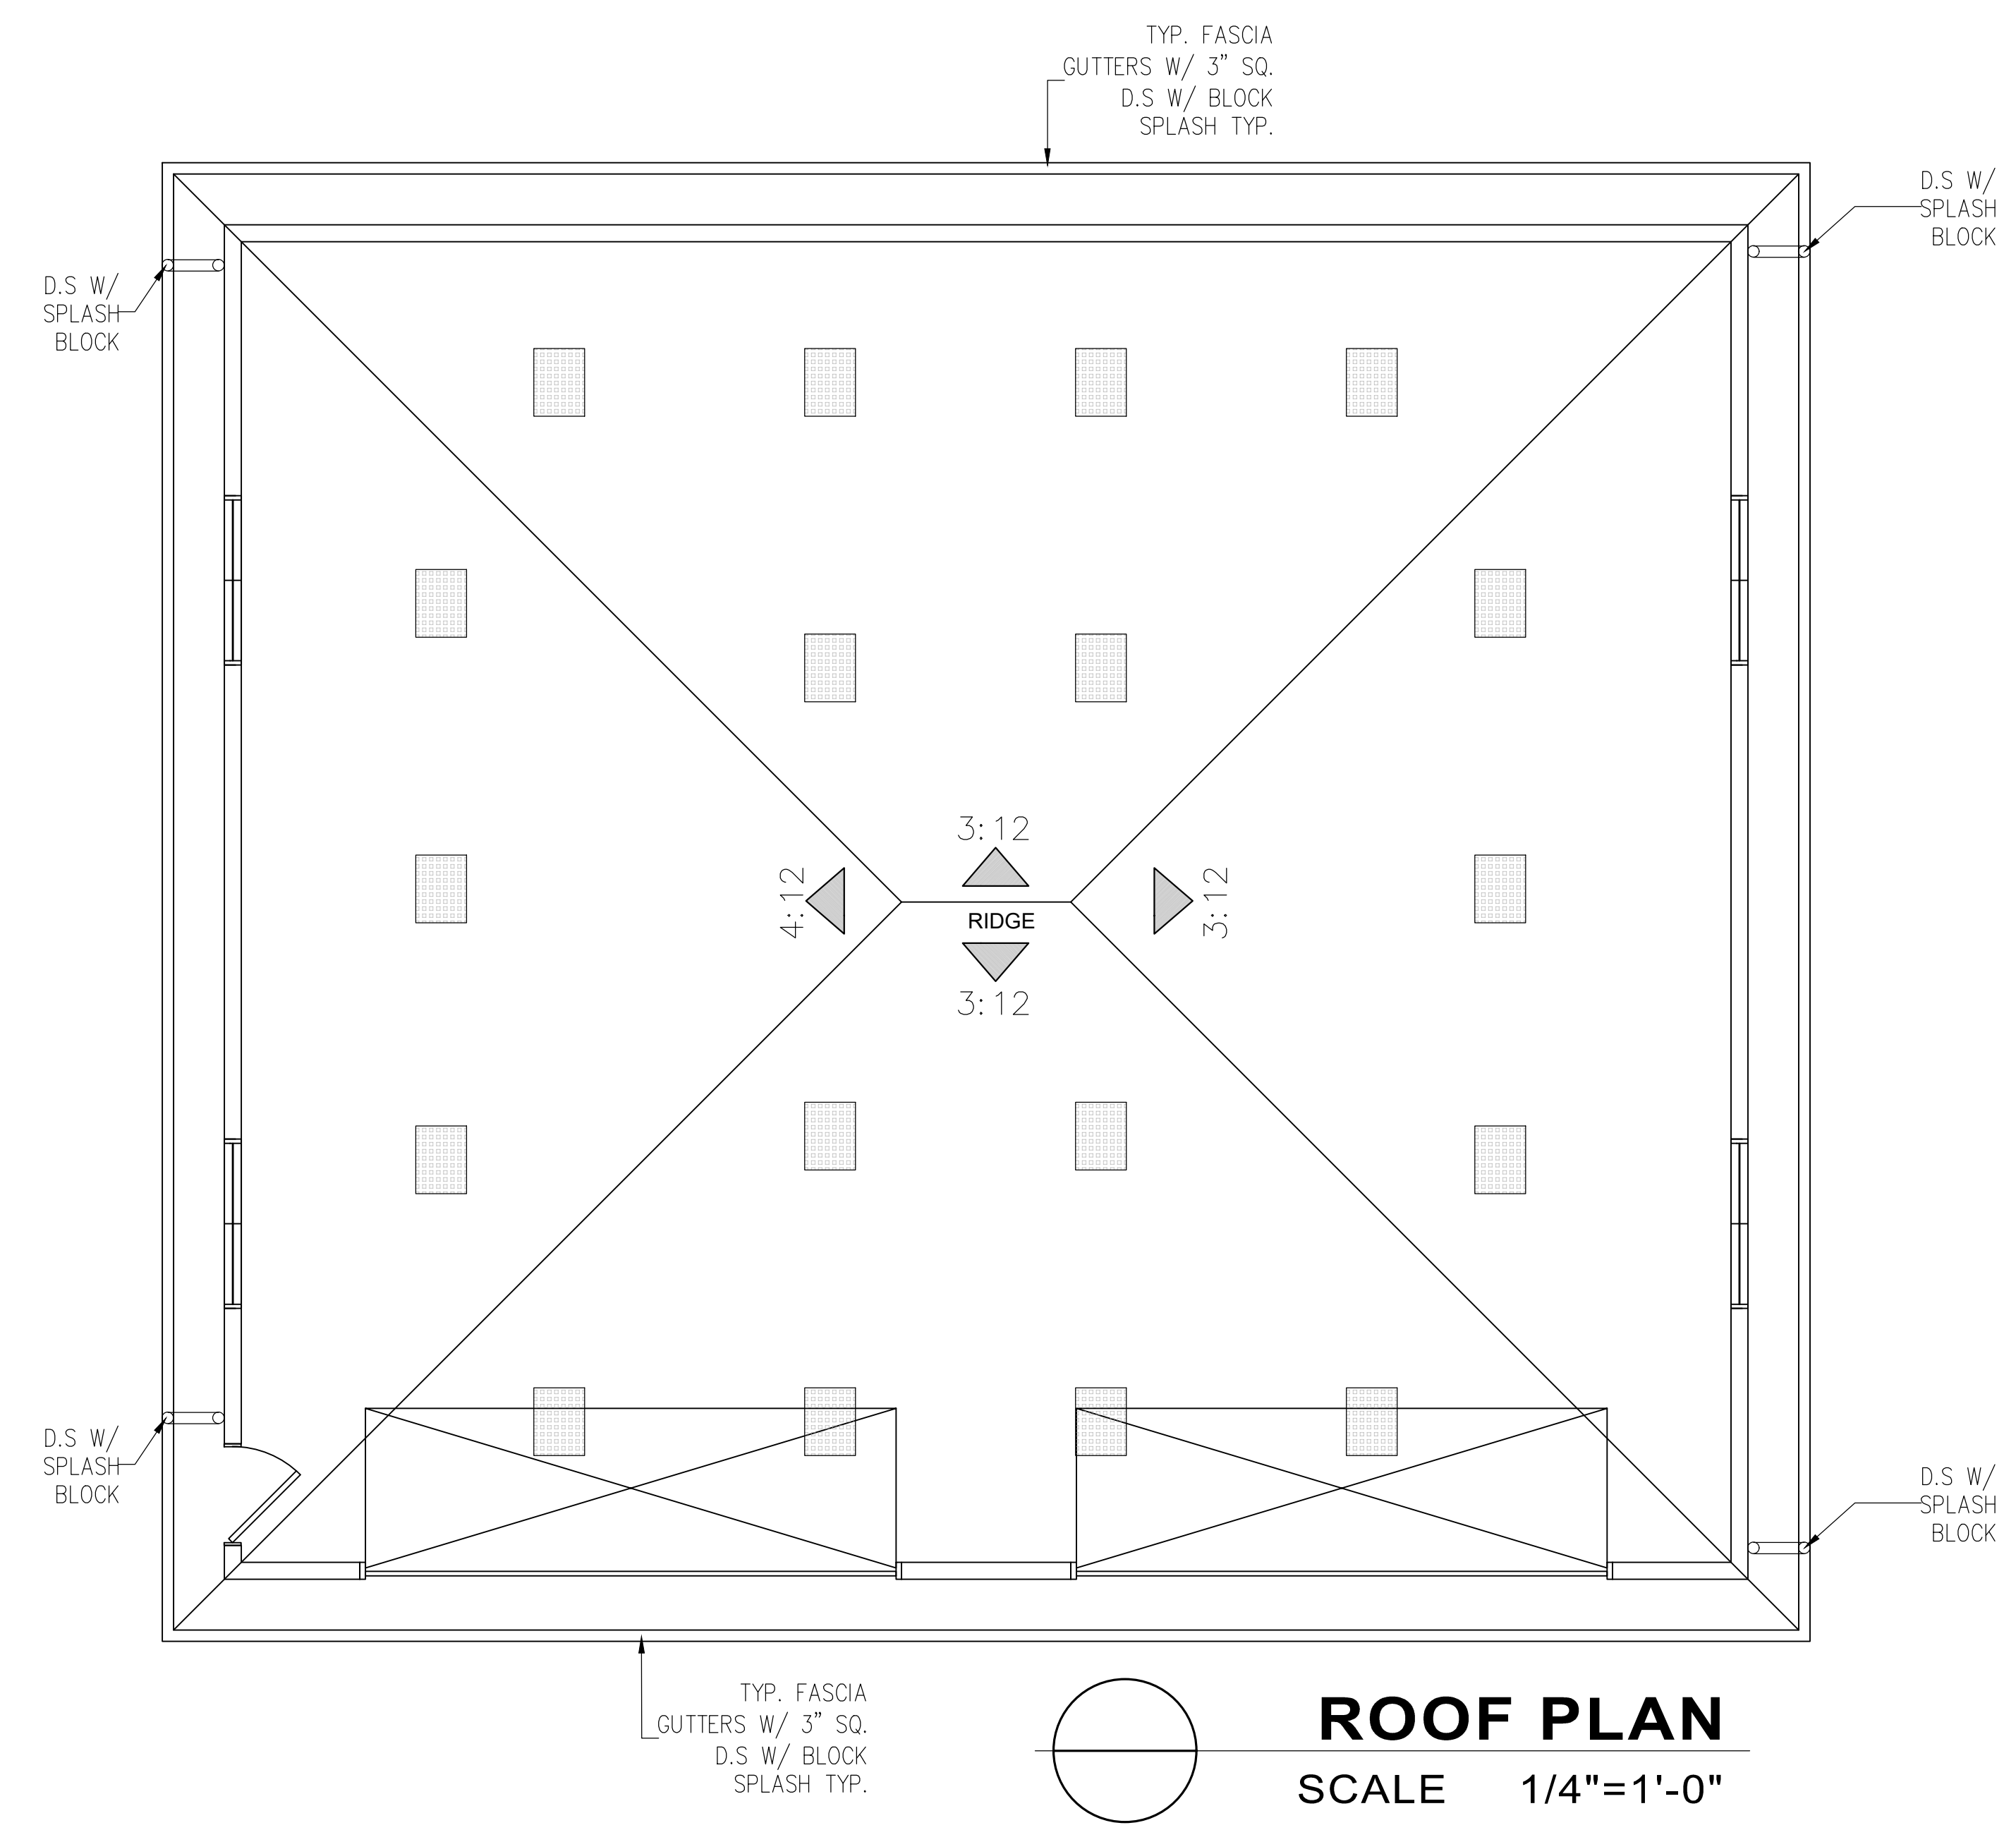 TYP. FASCIA
GUTTERS W/ 3" SQ.
D.S W/ BLOCK
SPLASH TYP.
D.S W/
SPLASH
BLOCK
D.S W/
SPLASH
BLOCK
3:12
4:12
3:12
RIDGE
3:12
D.S W/
SPLASH
BLOCK
D.S W/
SPLASH
BLOCK
TYP. FASCIA
GUTTERS W/ 3" SQ.
D.S W/ BLOCK
SPLASH TYP.
ROOF PLAN
SCALE 1/4"=1'-0"